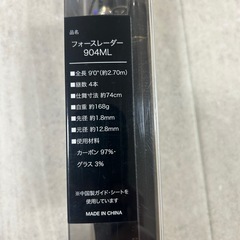 品名
フォースレーダー
904ML
■全長 9'0"(約2.70m)
■継数 4本
■仕舞寸法 約74cm
■自重 約168g
■先径 約1.8mm
■元径 約12.8mm
■使用材料
カーボン 97%・
グラス 3%
※中国製ガイド・シートを
使用しています
MADE IN CHINA